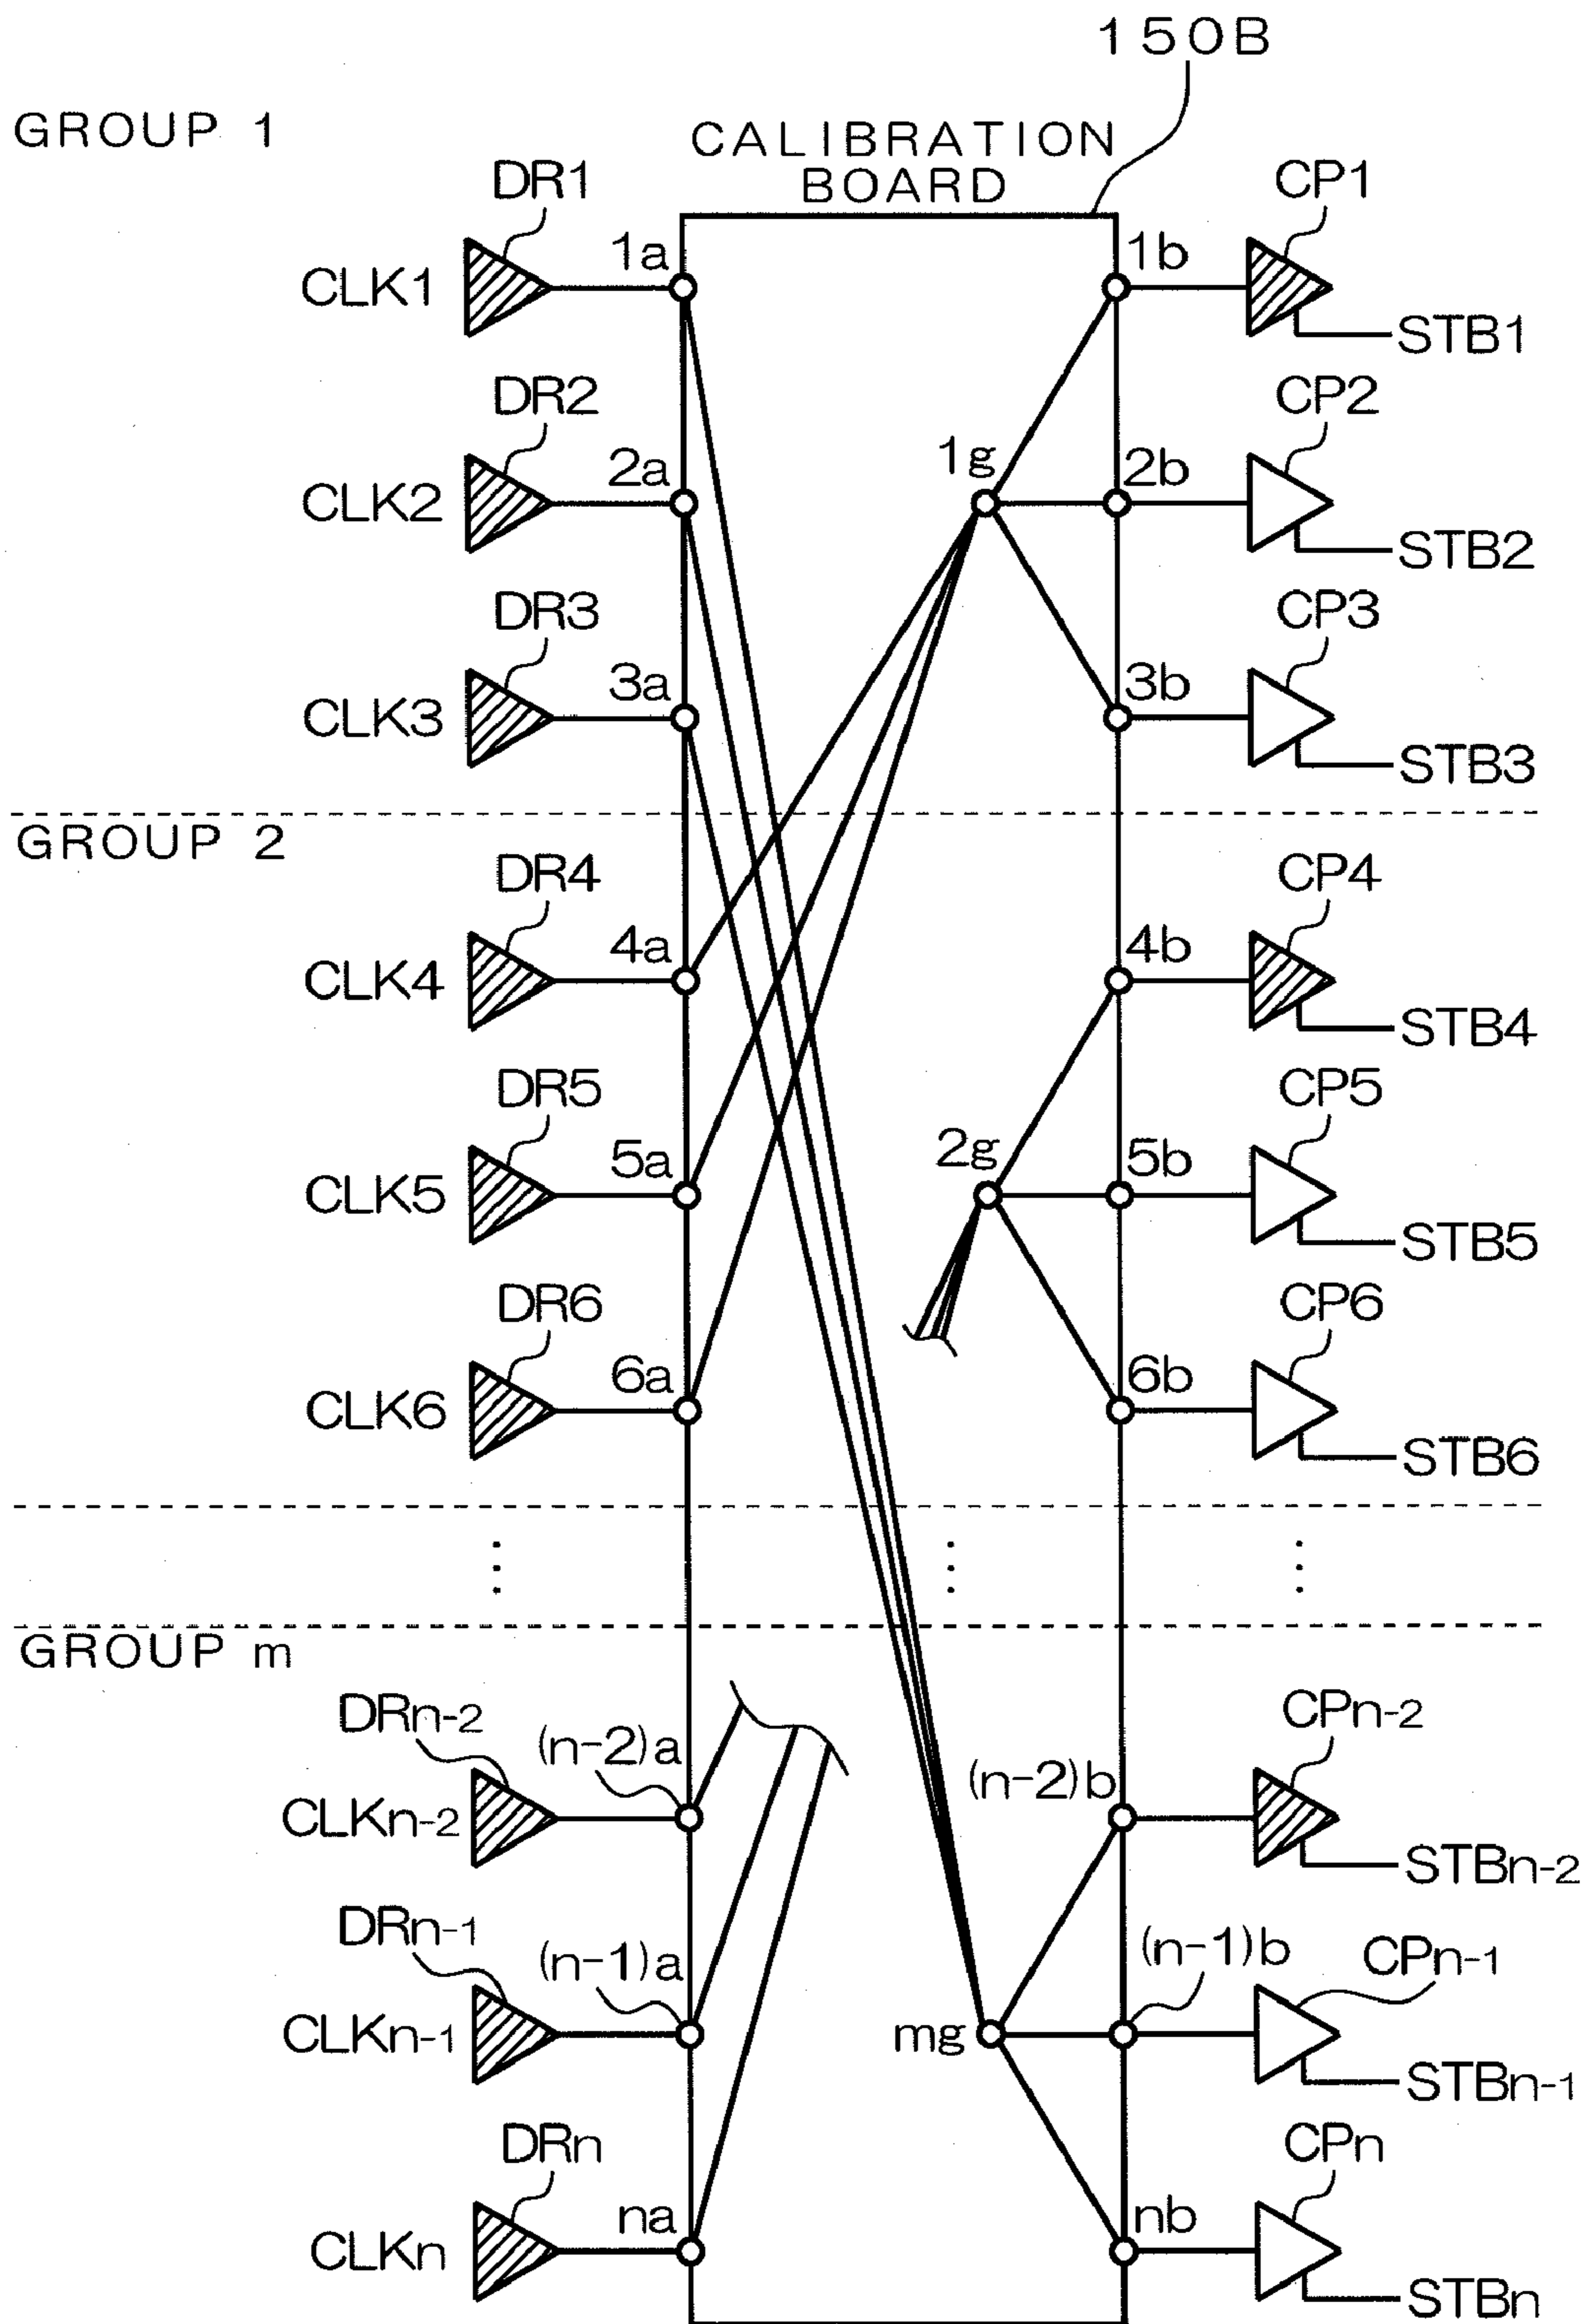 150B
GROUP 1
CALIBRATION
BOARD
DR1
CP1
1a
1b
CLK1
STB1
DR2
CP2
1g
2a
2b
CLK2
STB2
DR3
CP3
3a
3b
CLK3
STB3
GROUP 2
DR4
CP4
4a
4b
CLK4
STB4
DR5
CP5
2g
5a
5b
CLK5
STB5
DR6
CP6
6a
6b
CLK6
STB6
GROUP m
DRn-2
CPn-2
(n-2)a
(n-2)b
CLKn-2
STBn-2
DRn-1
CPn-1
(n-1)a
(n-1)b
CLKn-1
mg
STBn-1
DRn
CPn
na
nb
CLKn
STBn